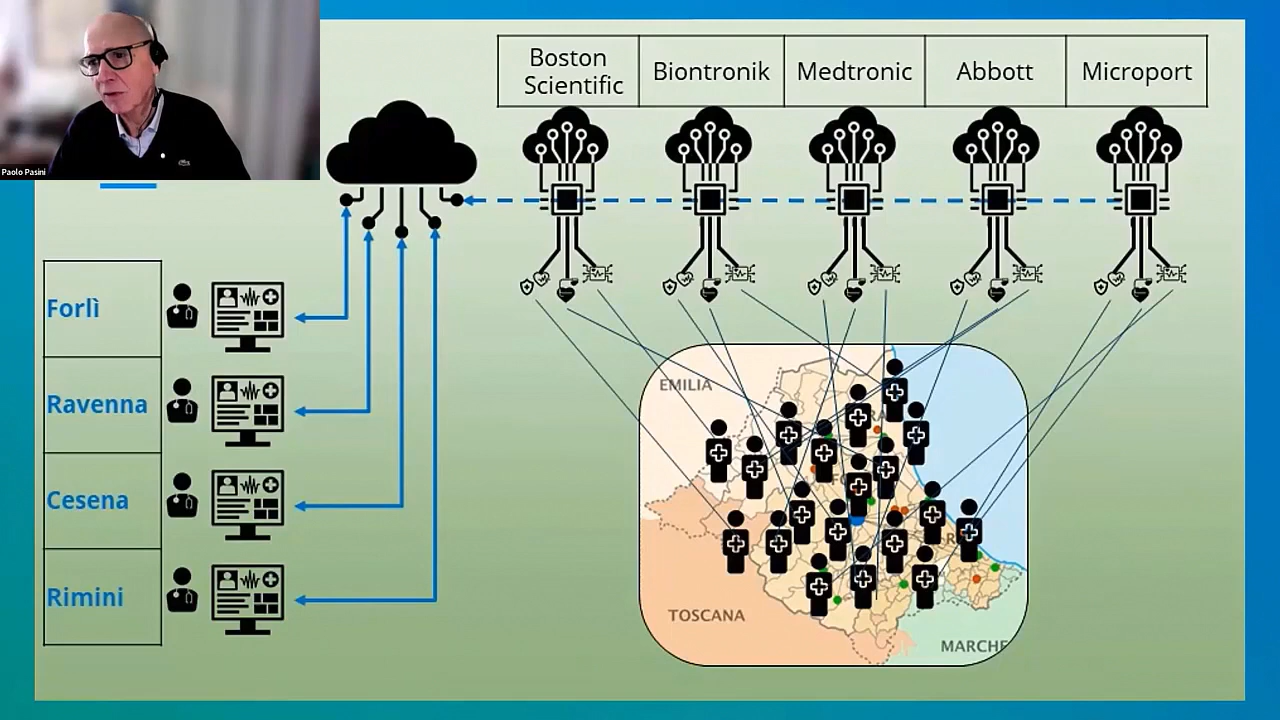 Paolo Pasini
Boston
Scientific
Biontronik
Medtronic
Abbott
Microport
Forlì
Ravenna
Cesena
Rimini
EMILIA
TOSCANA
MARCHE